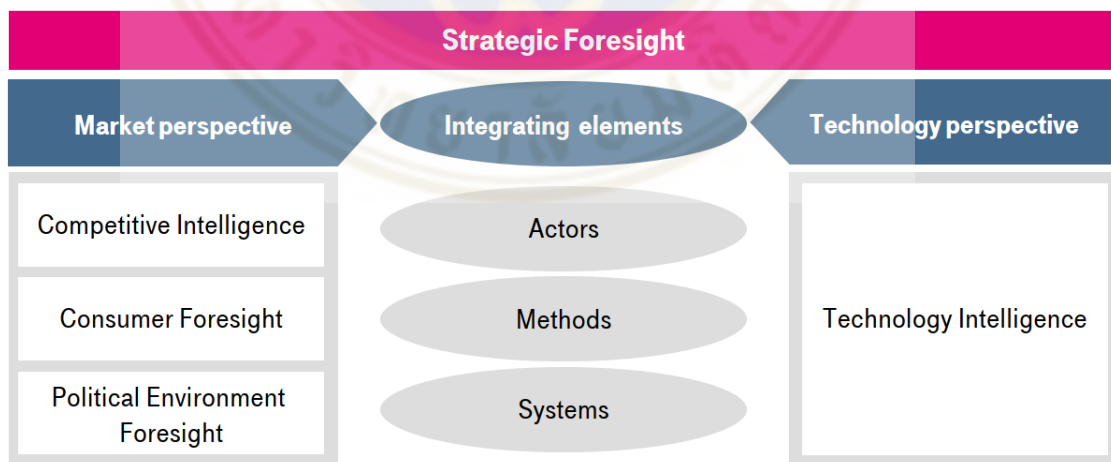 Strategic Foresight
Market perspective
Integrating elements
Technology perspective
Competitive Intelligence
Actors
Consumer Foresight
Methods
Technology Intelligence
Political Environment
Foresight
Systems